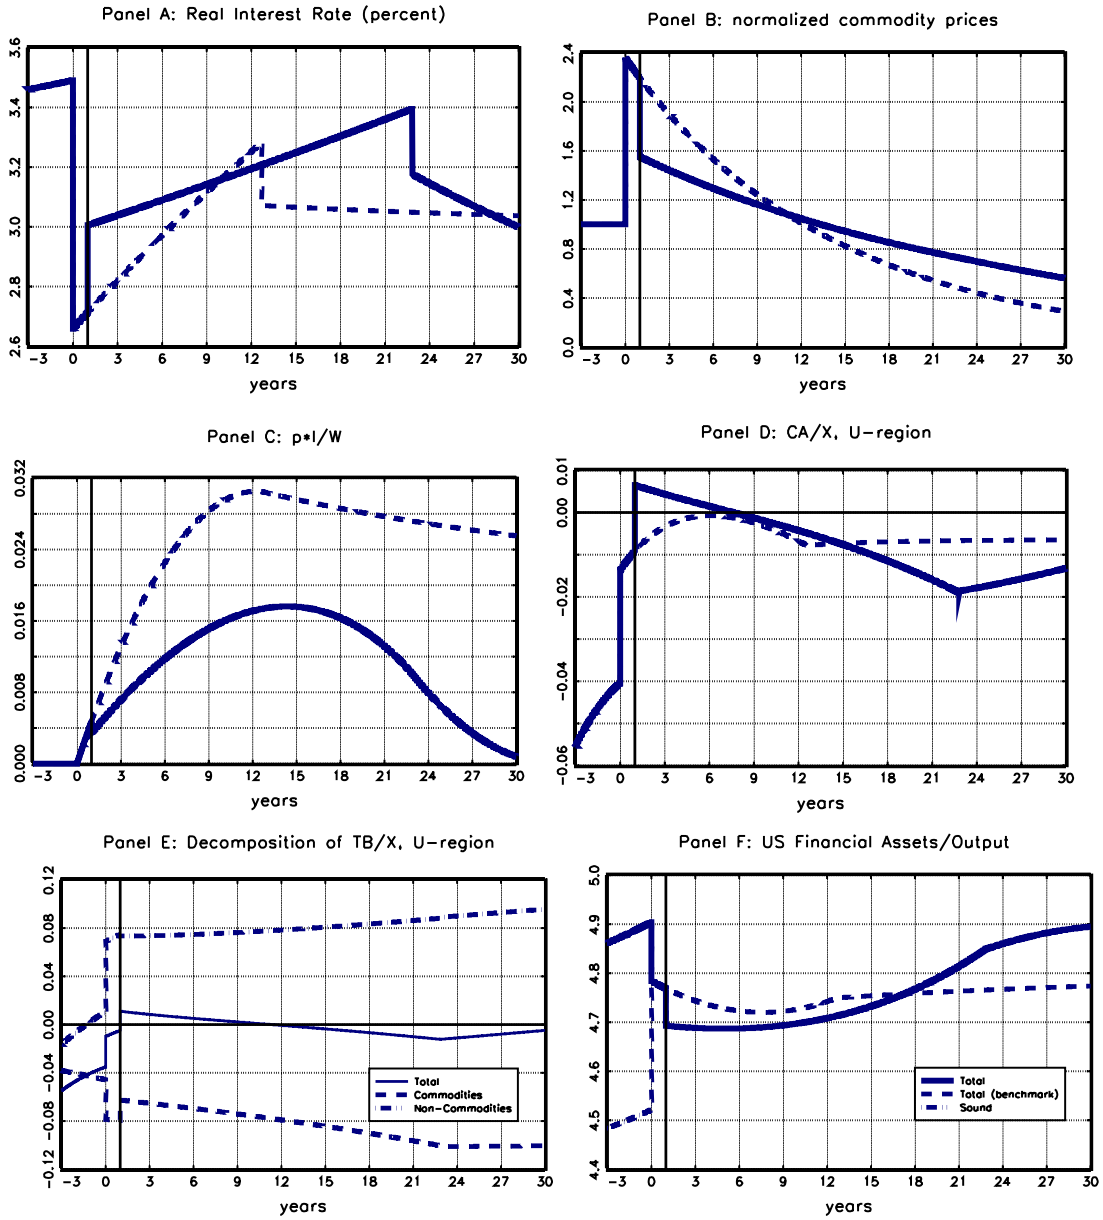 Panel A: Real Interest Rate (percent)
3.6
3.4
3.2
3.0
2.8
2.6
-3 0 3 6 9 12 15 18 21 24 27 30
years
Panel B: normalized commodity prices
2.4
2.0
1.6
1.2
0.8
0.4
0.0
-3 0 3 6 9 12 15 18 21 24 27 30
years
Panel C: p*I/W
0.032
0.024
0.016
0.008
0.000
-3 0 3 6 9 12 15 18 21 24 27 30
years
Panel D: CA/X, U-region
0.01
0.00
-0.02
-0.04
-0.06
-3 0 3 6 9 12 15 18 21 24 27 30
years
Panel E: Decomposition of TB/X, U-region
0.12
0.08
0.04
0.00
-0.04
-0.08
-0.12
-3 0 3 6 9 12 15 18 21 24 27 30
years
Total
Commodities
Non-Commodities
Panel F: US Financial Assets/Output
5.0
4.9
4.8
4.7
4.6
4.5
4.4
-3 0 3 6 9 12 15 18 21 24 27 30
years
Total
Total (benchmark)
Sound